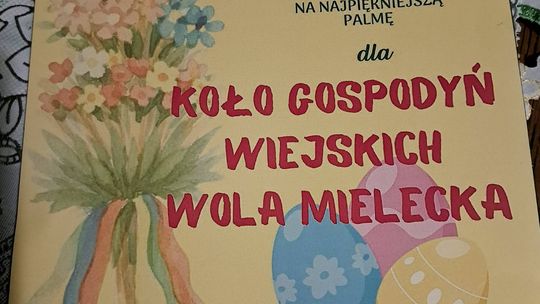 NA NAJPIĘKNIEJSZĄ
PALMĘ
dla
KOŁO GOSPODYŃ
WIEJSKICH
WOLA MIELECKA